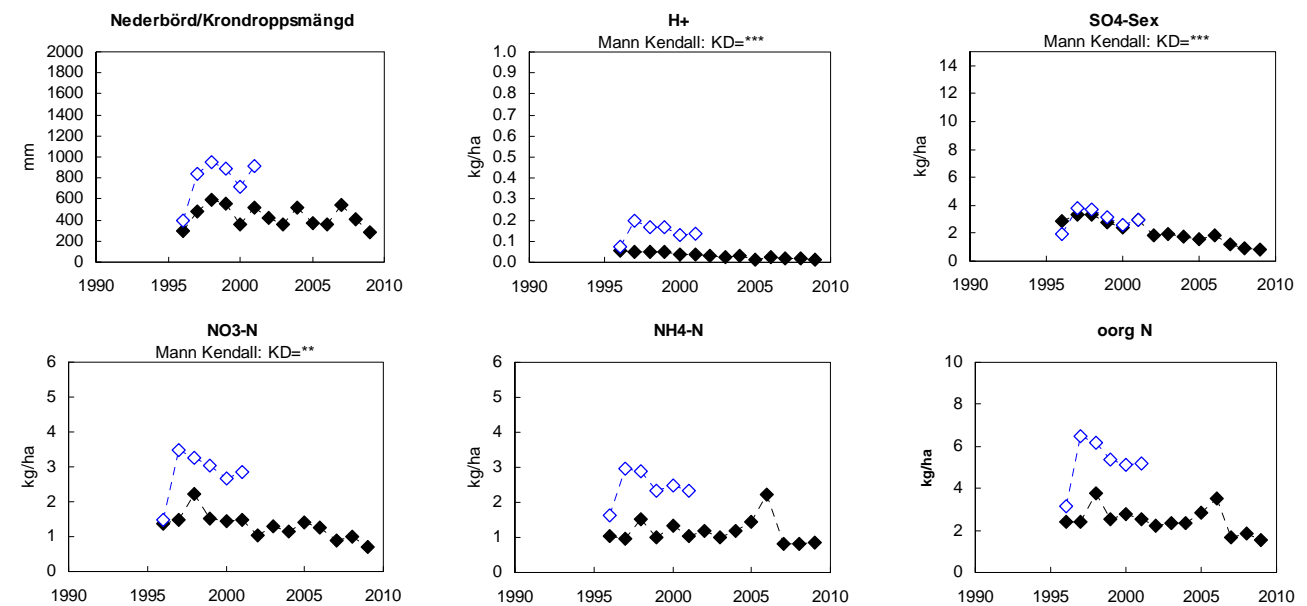 Nederbörd/Krondroppsmängd
2000
1800
1600
1400
1200
1000
800
600
400
200
0
mm
1990 1995 2000 2005 2010
H+
Mann Kendall: KD=***
1.0
0.9
0.8
0.7
0.6
0.5
0.4
0.3
0.2
0.1
0.0
kg/ha
1990 1995 2000 2005 2010
SO4-Sex
Mann Kendall: KD=***
14
12
10
8
6
4
2
0
kg/ha
1990 1995 2000 2005 2010
NO3-N
Mann Kendall: KD=**
6
5
4
3
2
1
0
kg/ha
1990 1995 2000 2005 2010
NH4-N
6
5
4
3
2
1
0
kg/ha
1990 1995 2000 2005 2010
oorg N
10
8
6
4
2
0
kg/ha
1990 1995 2000 2005 2010